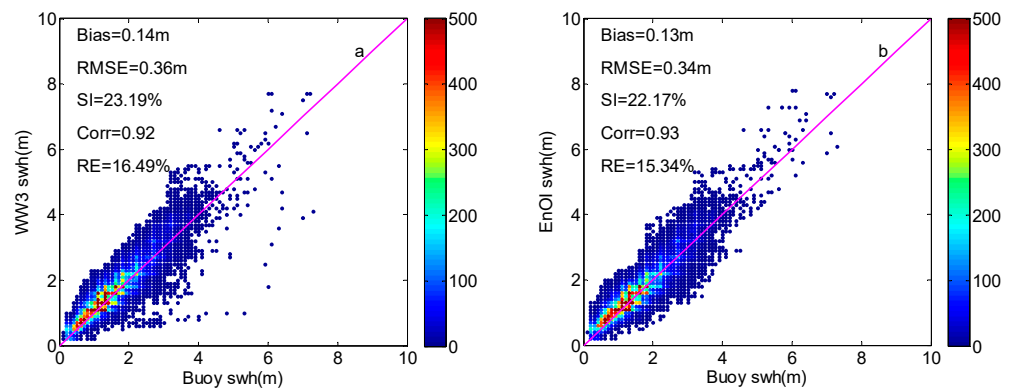 10
8
6
4
2
0
WW3 swh(m)
Bias=0.14m
RMSE=0.36m
SI=23.19%
Corr=0.92
RE=16.49%
a
0 2 4 6 8 10
Buoy swh(m)
500
400
300
200
100
0
10
8
6
4
2
0
EnOI swh(m)
Bias=0.13m
RMSE=0.34m
SI=22.17%
Corr=0.93
RE=15.34%
b
0 2 4 6 8 10
Buoy swh(m)
500
400
300
200
100
0